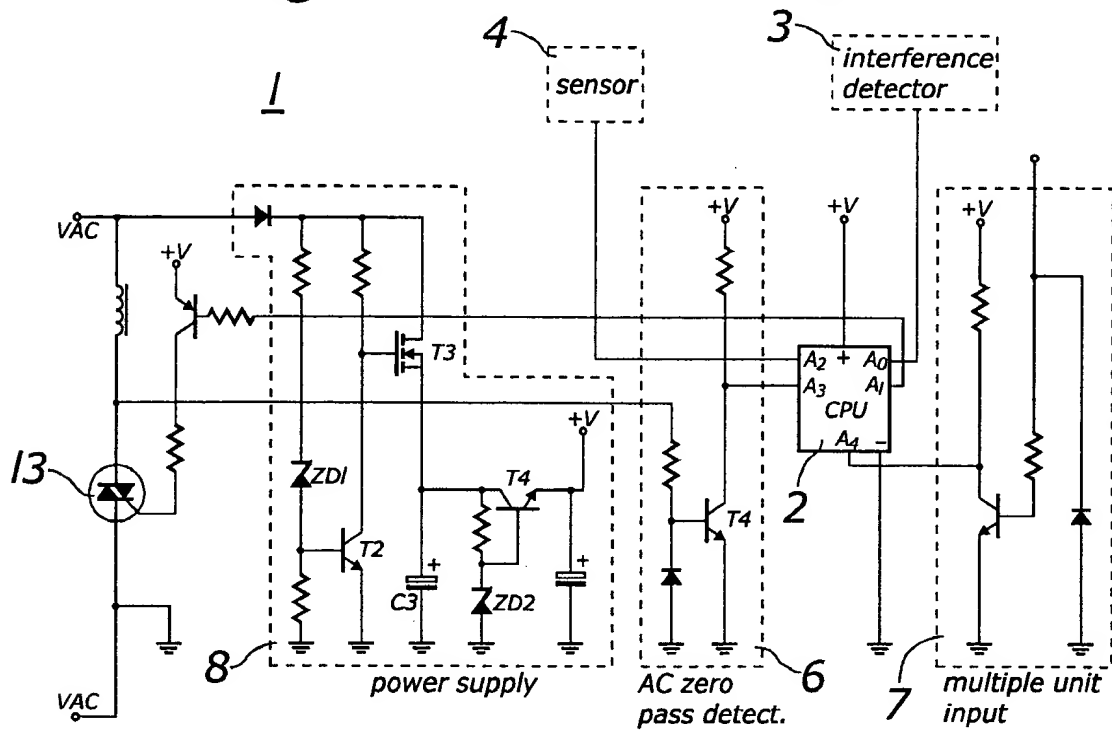 4
sensor
3
interference
detector
1
VAC
+V
+V
+V
+V
T3
A2
+
A0
A3
A1
CPU
A4
−
2
+V
13
ZD1
T4
T4
T2
+
+
C3
ZD2
8
power supply
AC zero
pass detect.
6
7
multiple unit
input
VAC